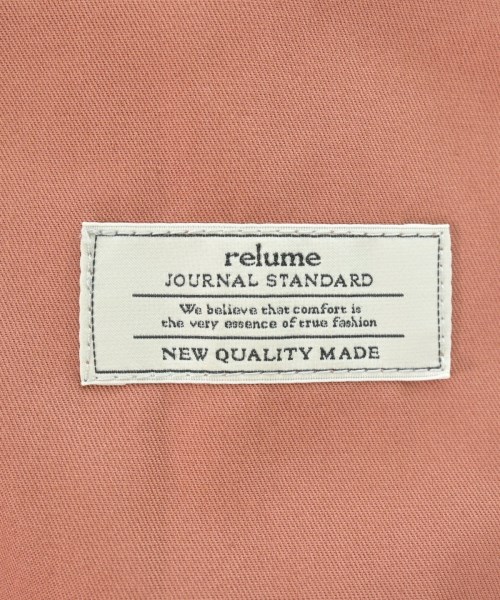 relume
JOURNAL STANDARD
We believe that comfort is
the very essence of true fashion
NEW QUALITY MADE